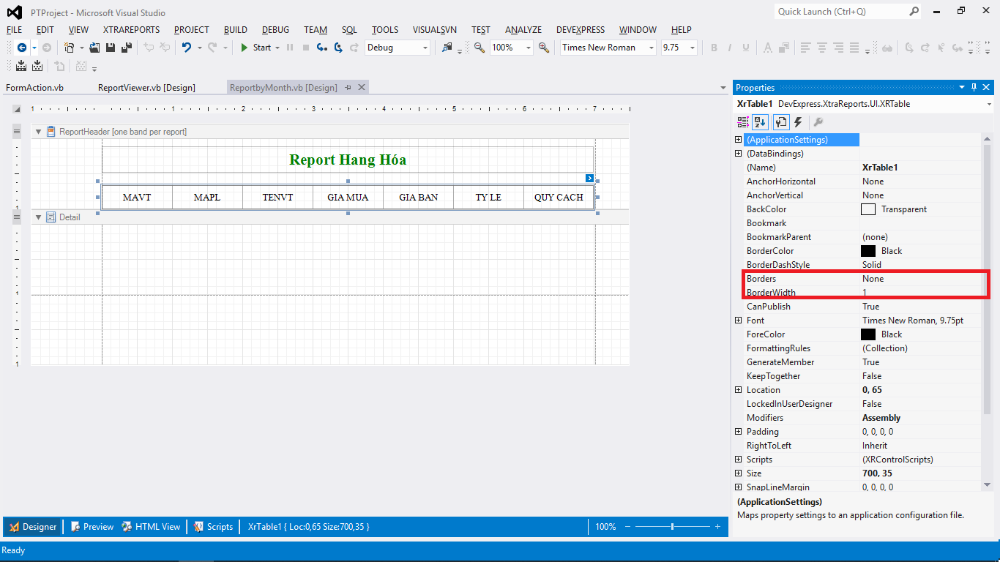 PTProject - Microsoft Visual Studio
Quick Launch (Ctrl+Q)
FILE EDIT VIEW XTRAREPORTS PROJECT BUILD DEBUG TEAM SQL TOOLS VISUALSVN TEST ANALYZE DEVEXPRESS WINDOW HELP
Start Debug 100% Times New Roman 9.75 B I U A
FormAction.vb ReportViewer.vb [Design] ReportbyMonth.vb [Design]
1 1 2 3 4 5 6 7
ReportHeader [one band per report]
Report Hang Hóa
MAVT MAPL TENVT GIA MUA GIA BAN TY LE QUY CACH
1
Detail
1
1
Designer Preview HTML View Scripts XrTable1 { Loc:0,65 Size:700,35 } 100%
Ready
Properties
XrTable1 DevExpress.XtraReports.UI.XRTable
(ApplicationSettings)
(DataBindings)
(Name) XrTable1
AnchorHorizontal None
AnchorVertical None
BackColor Transparent
Bookmark
BookmarkParent (none)
BorderColor Black
BorderDashStyle Solid
Borders None
BorderWidth 1
CanPublish True
Font Times New Roman, 9.75pt
ForeColor Black
FormattingRules (Collection)
GenerateMember True
KeepTogether False
Location 0, 65
LockedInUserDesigner False
Modifiers Assembly
Padding 0, 0, 0, 0
RightToLeft Inherit
Scripts (XRControlScripts)
Size 700, 35
SnapLineMargin 0, 0, 0, 0
(ApplicationSettings)
Maps property settings to an application configuration file.